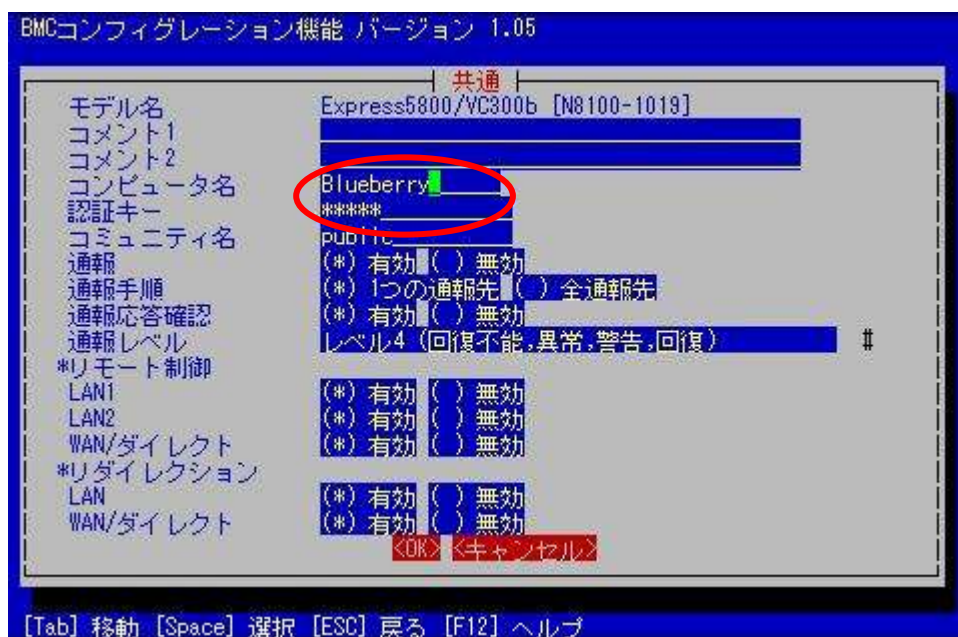 BMCコンフィグレーション機能 バージョン 1.05
共通
モデル名 Express5800/VC300b [N8100-1019]
コメント1
コメント2
コンピュータ名 Blueberry
認証キー *****
コミュニティ名 public
通報 (*) 有効 ( ) 無効
通報手順 (*) 1つの通報先 ( ) 全通報先
通報応答確認 (*) 有効 ( ) 無効
通報レベル レベル4 (回復不能,異常,警告,回復) #
*リモート制御
LAN1 (*) 有効 ( ) 無効
LAN2 (*) 有効 ( ) 無効
WAN/ダイレクト (*) 有効 ( ) 無効
*リダイレクション
LAN (*) 有効 ( ) 無効
WAN/ダイレクト (*) 有効 ( ) 無効
<OK> <キャンセル>
[Tab] 移動 [Space] 選択 [ESC] 戻る [F12] ヘルプ